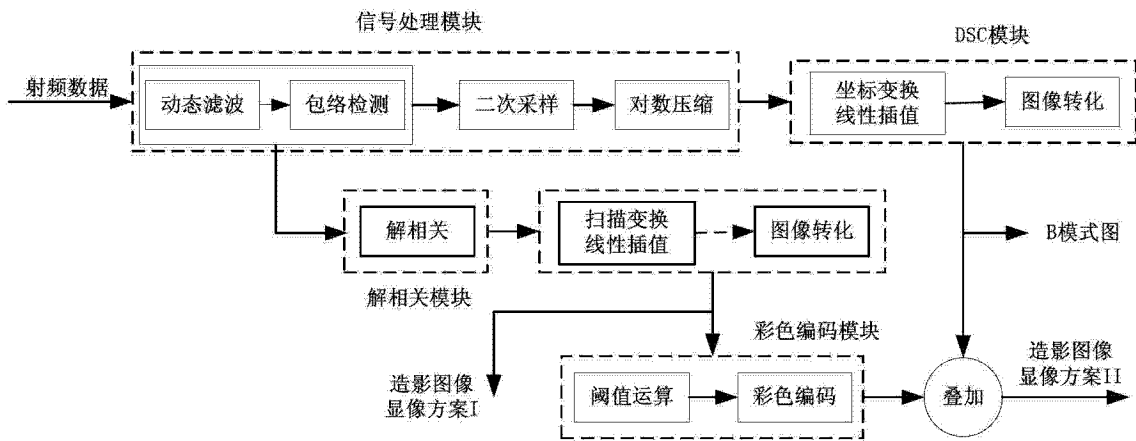 信号处理模块
DSC模块
射频数据
动态滤波
包络检测
二次采样
对数压缩
坐标变换
线性插值
图像转化
解相关
扫描变换
线性插值
图像转化
B模式图
解相关模块
彩色编码模块
造影图像
显像方案I
阈值运算
彩色编码
叠加
造影图像
显像方案II